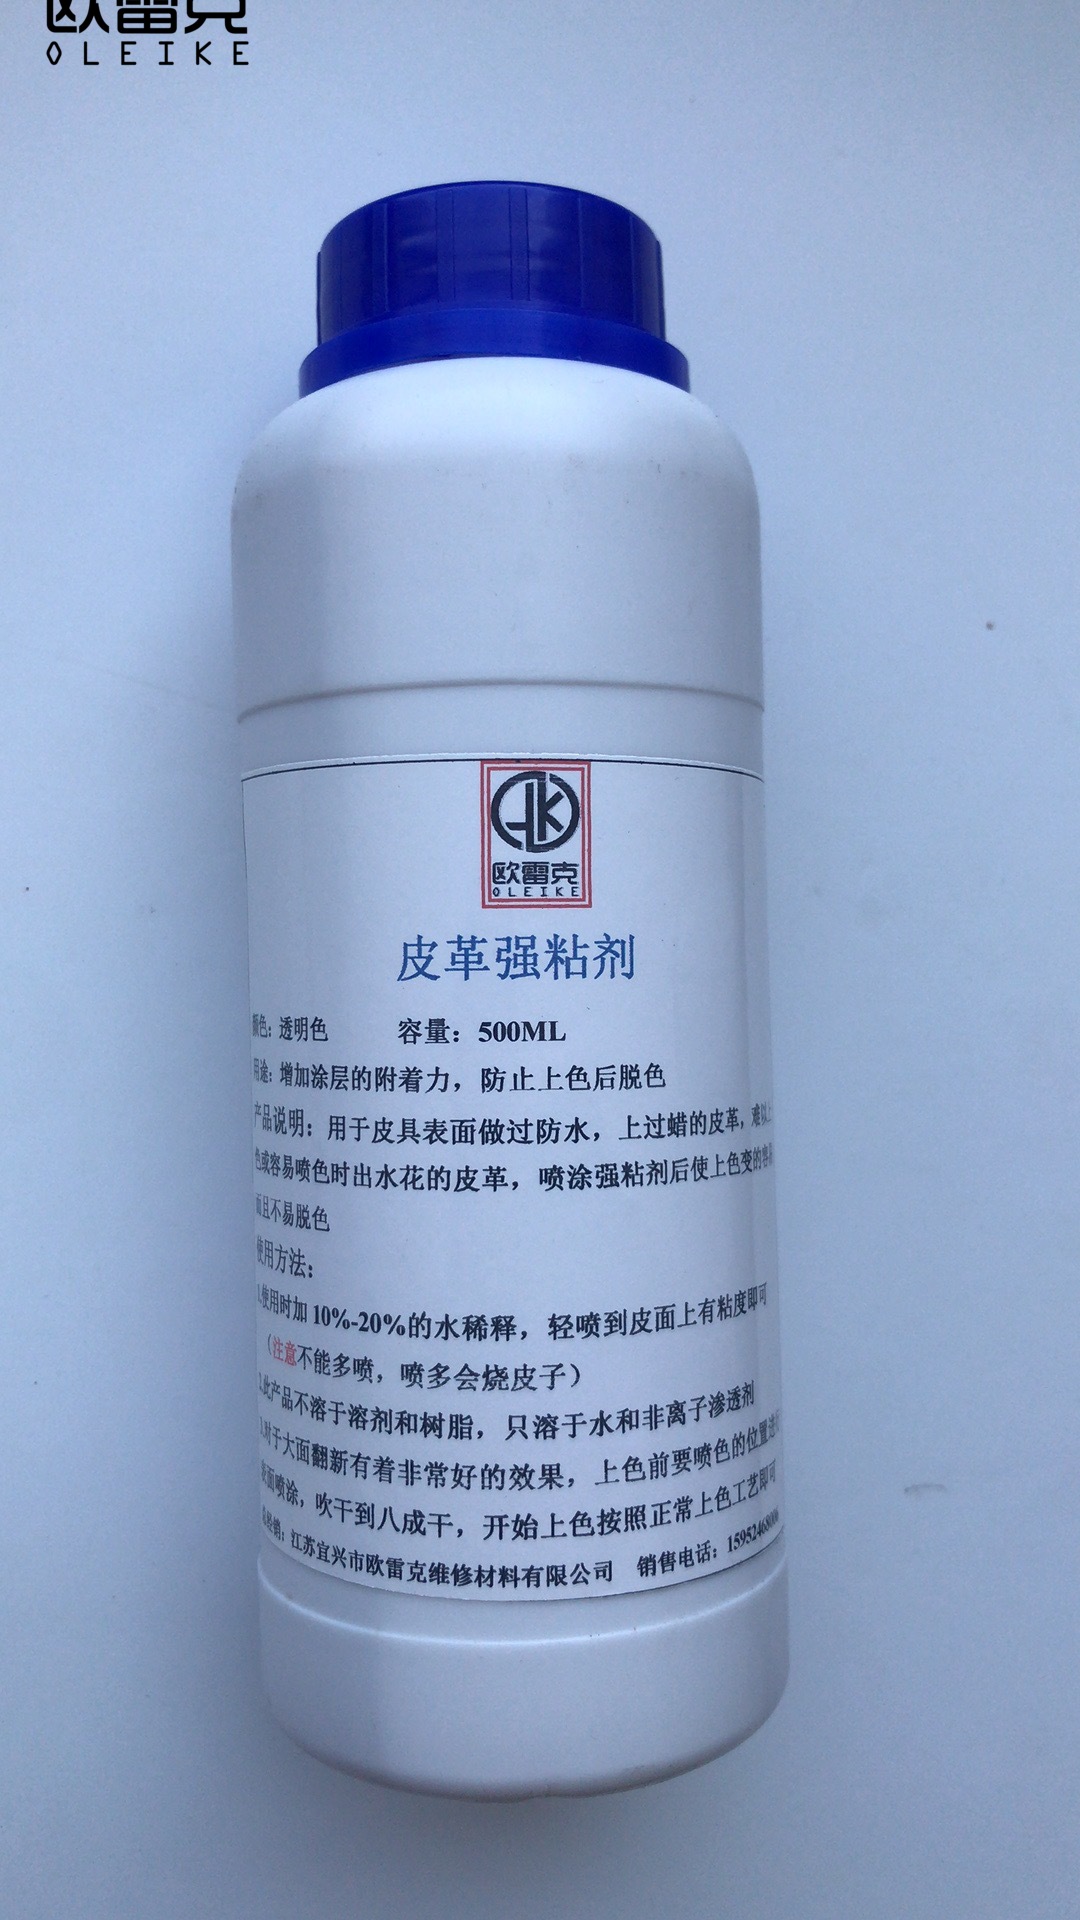 欧雷克
OLEIKE
欧雷克
OLEIKE
皮革强粘剂
颜色：透明色 容量：500ML
用途：增加涂层的附着力，防止上色后脱色
产品说明：用于皮具表面做过防水，上过蜡的皮革，难以上
色或容易喷色时出水花的皮革，喷涂强粘剂后使上色变的容易
而且不易脱色
使用方法：
1.使用时加10%-20%的水稀释，轻喷到皮面上有粘度即可
（注意不能多喷，喷多会烧皮子）
2.此产品不溶于溶剂和树脂，只溶于水和非离子渗透剂
3.对于大面翻新有着非常好的效果，上色前要喷色的位置进行
表面喷涂，吹干到八成干，开始上色按照正常上色工艺即可
总经销：江苏宜兴市欧雷克维修材料有限公司 销售电话：